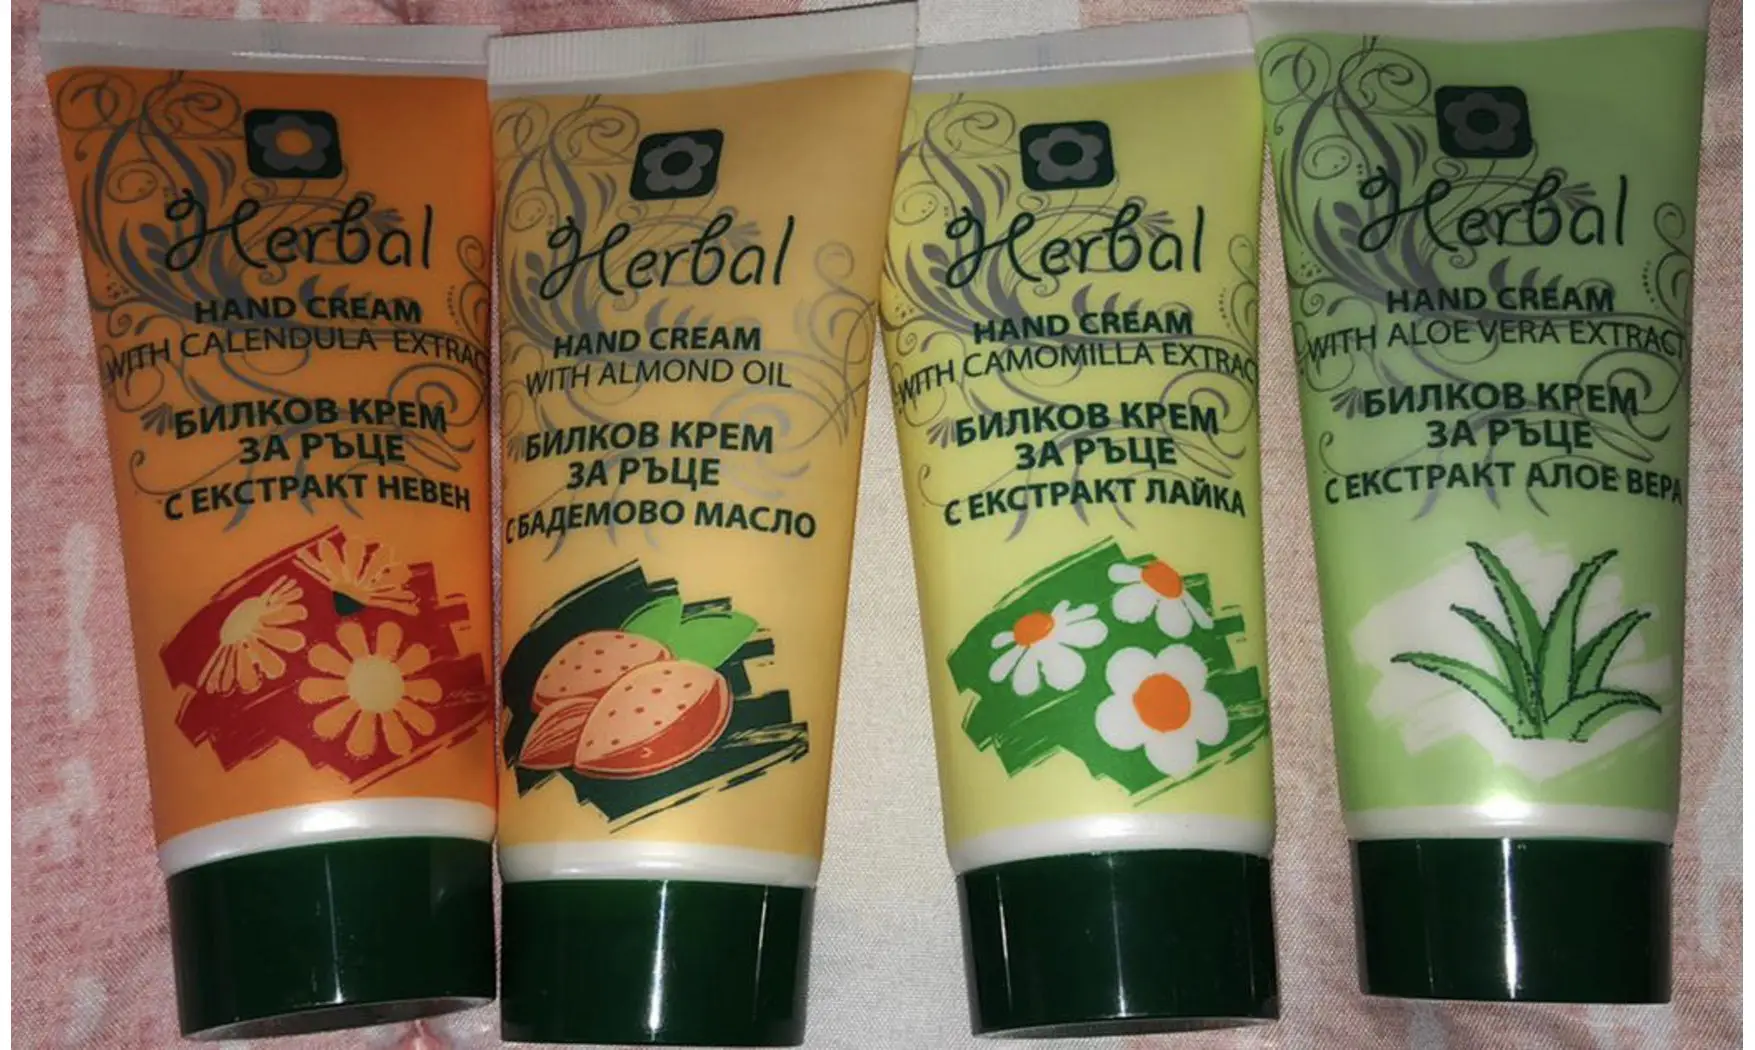 Herbal
HAND CREAM
WITH CALENDULA EXTRAC
БИЛКОВ КРЕМ
ЗА РЪЦЕ
С ЕКСТРАКТ НЕВЕН
Herbal
HAND CREAM
WITH ALMOND OIL
БИЛКОВ КРЕМ
ЗА РЪЦЕ
С БАДЕМОВО МАСЛО
Herbal
HAND CREAM
WITH CAMOMILLA EXTRAC
БИЛКОВ КРЕМ
ЗА РЪЦЕ
С ЕКСТРАКТ ЛАЙКА
Herbal
HAND CREAM
WITH ALOE VERA EXTRACT
БИЛКОВ КРЕМ
ЗА РЪЦЕ
С ЕКСТРАКТ АЛОЕ ВЕРА